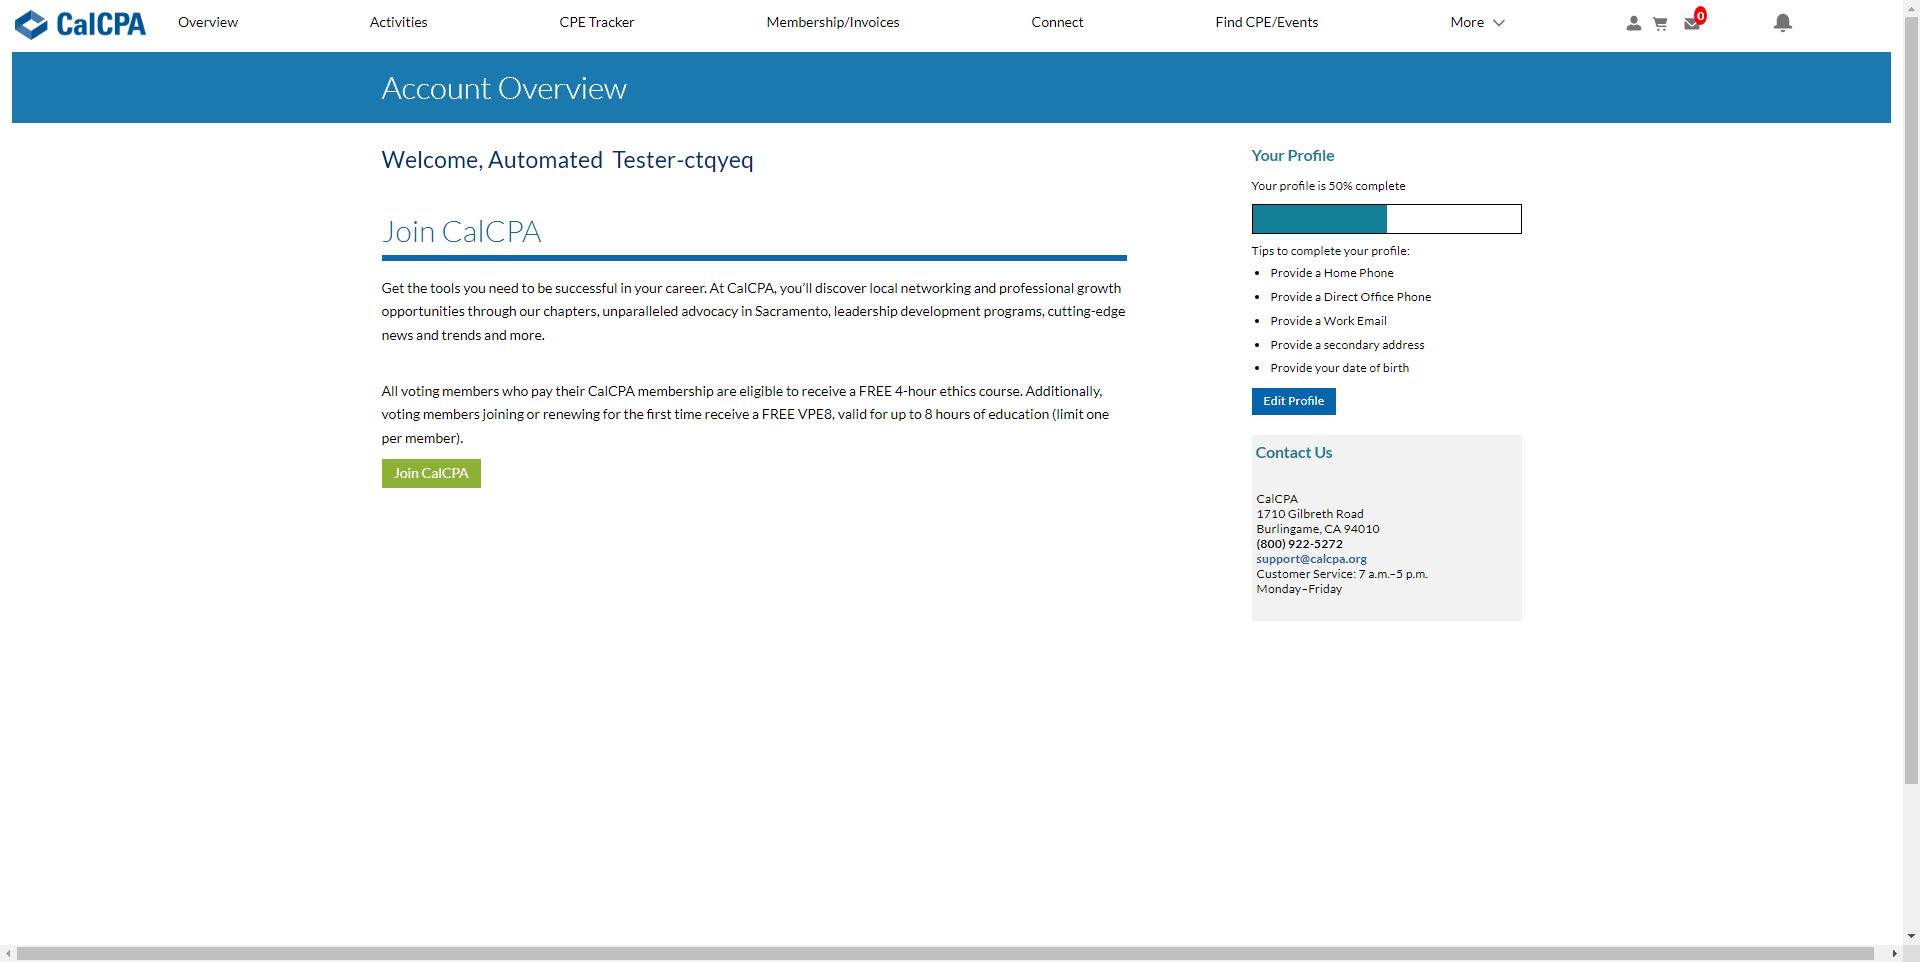 CalCPA
Overview
Activities
CPE Tracker
Membership/Invoices
Connect
Find CPE/Events
More
0
Account Overview
Welcome, Automated  Tester-ctqyeq
Join CalCPA
Get the tools you need to be successful in your career. At CalCPA, you’ll discover local networking and professional growth
opportunities through our chapters, unparalleled advocacy in Sacramento, leadership development programs, cutting-edge
news and trends and more.
All voting members who pay their CalCPA membership are eligible to receive a FREE 4-hour ethics course. Additionally,
voting members joining or renewing for the first time receive a FREE VPE8, valid for up to 8 hours of education (limit one
per member).
Join CalCPA
Your Profile
Your profile is 50% complete
Tips to complete your profile:
Provide a Home Phone
Provide a Direct Office Phone
Provide a Work Email
Provide a secondary address
Provide your date of birth
Edit Profile
Contact Us
CalCPA
1710 Gilbreth Road
Burlingame, CA 94010
(800) 922-5272
support@calcpa.org
Customer Service: 7 a.m.–5 p.m.
Monday–Friday